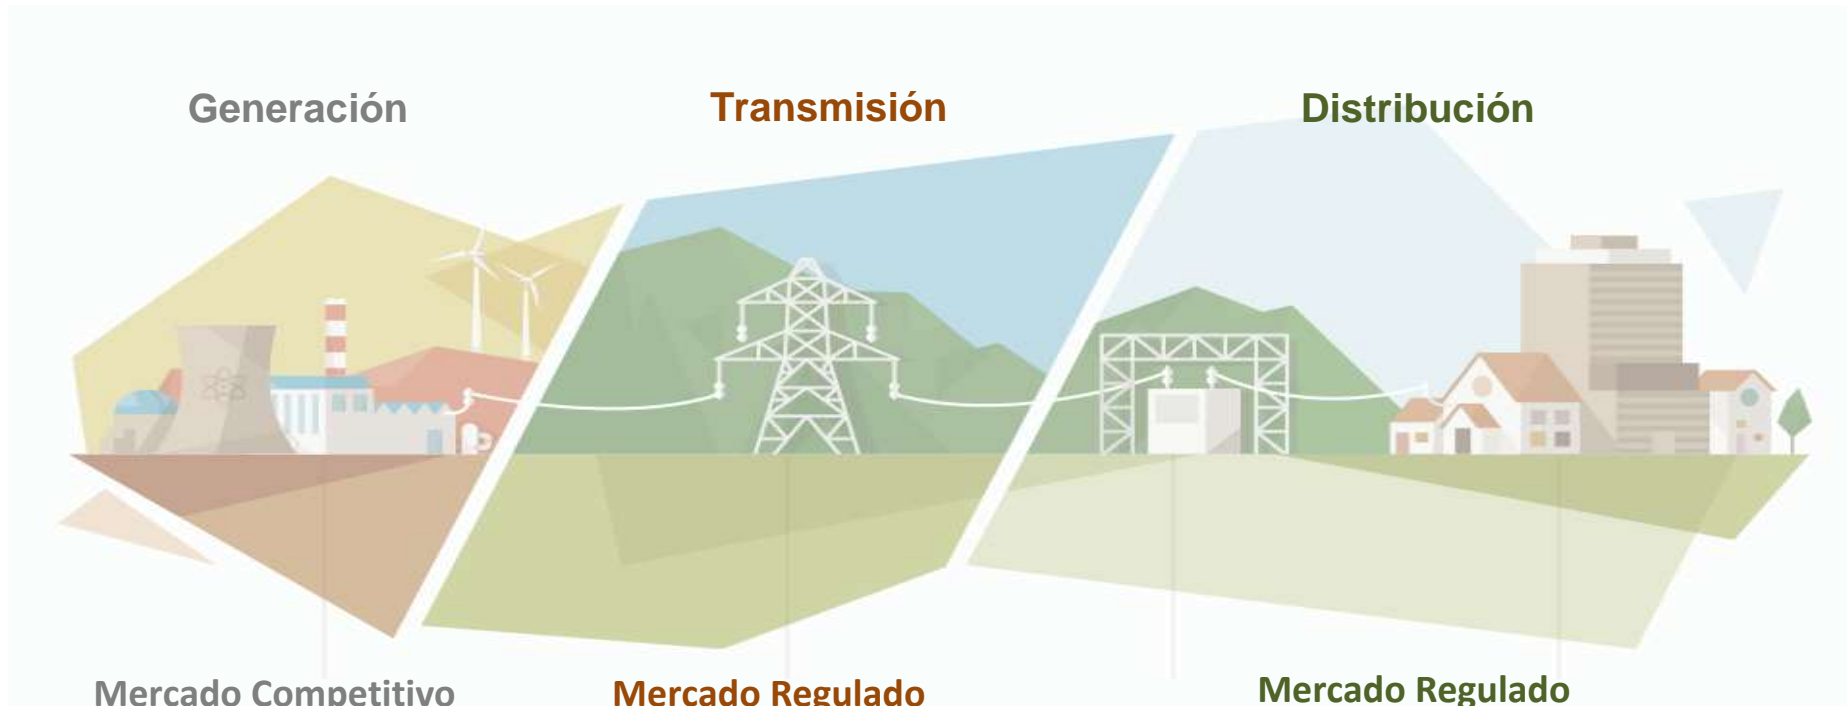 Generación
Transmisión
Distribución
Mercado Competitivo
Mercado Regulado
Mercado Regulado